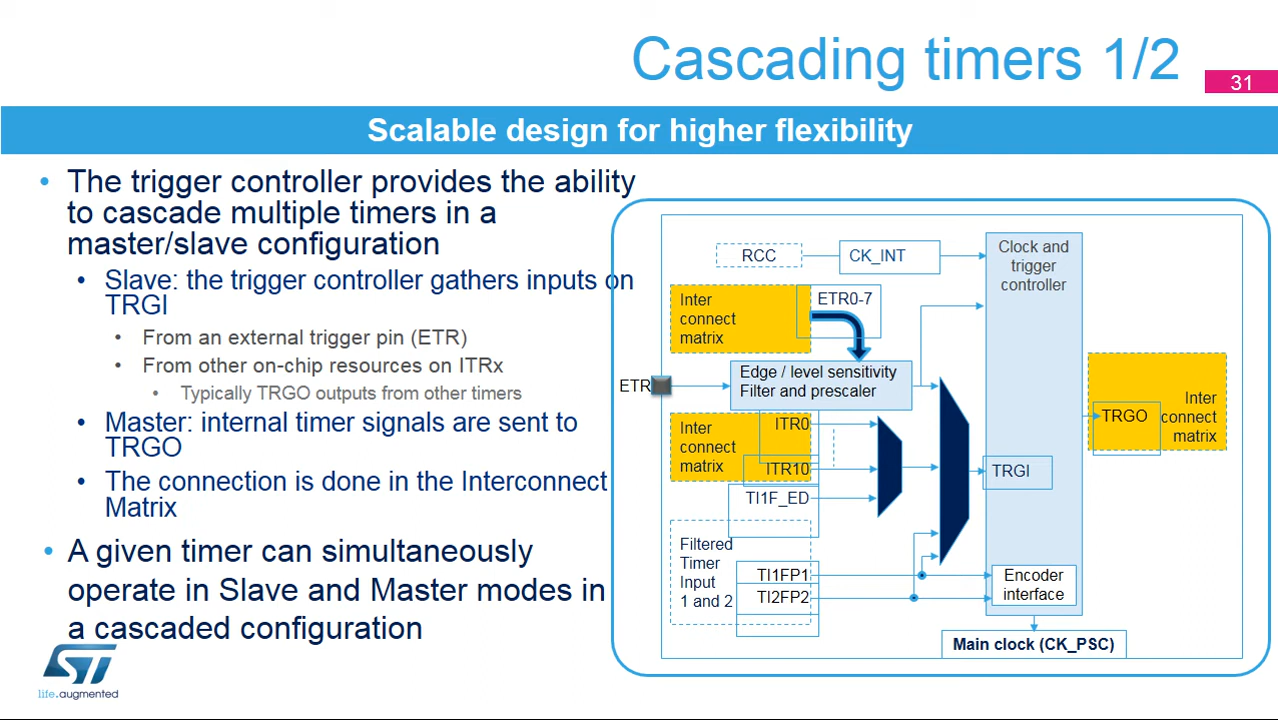 Cascading timers 1/2
31
Scalable design for higher flexibility
• The trigger controller provides the ability
to cascade multiple timers in a
master/slave configuration
• Slave: the trigger controller gathers inputs on
TRGI
• From an external trigger pin (ETR)
• From other on-chip resources on ITRx
• Typically TRGO outputs from other timers
• Master: internal timer signals are sent to
TRGO
• The connection is done in the Interconnect
Matrix
• A given timer can simultaneously
operate in Slave and Master modes in
a cascaded configuration
RCC
CK_INT
Clock and
trigger
controller
Inter
connect
matrix
ETR0-7
ETR
Edge / level sensitivity
Filter and prescaler
Inter
connect
matrix
ITR0
ITR10
TI1F_ED
TRGI
TRGO
Inter
connect
matrix
Filtered
Timer
Input
1 and 2
TI1FP1
TI2FP2
Encoder
interface
Main clock (CK_PSC)
ST
life.augmented